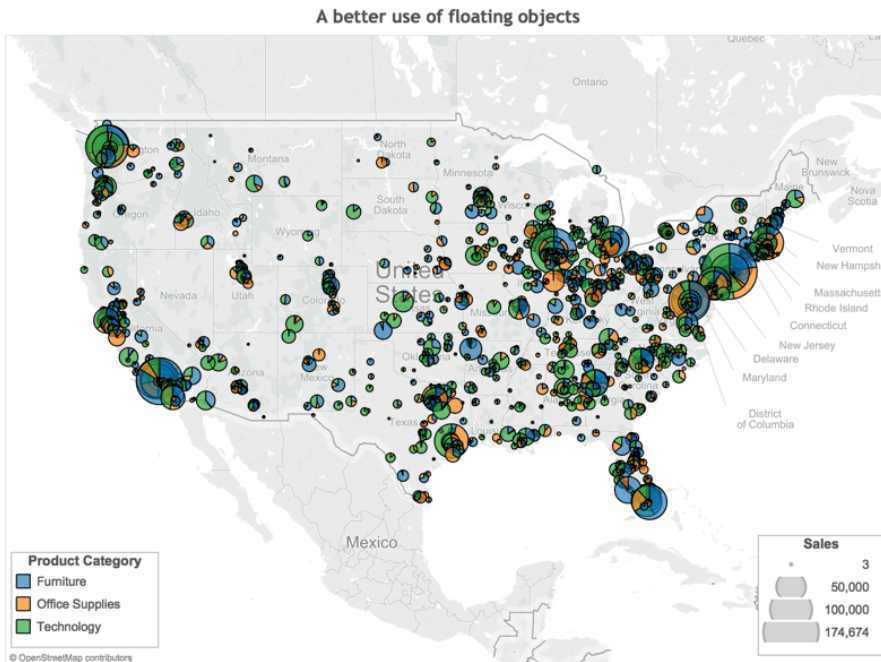 A better use of floating objects
Quebec
Ontario
North
Dakota
Montana
Minnesota
New
Brunswick
Maine
Nova
Scotia
South
Dakota
Wisconsin
Oregon
Idaho
Wyoming
Vermont
New Hampsh
United
States
Nevada
Utah
Colorado
Massachusett
Rhode Island
Connecticut
West
Virginia
New Jersey
Delaware
Maryland
New
Mexico
Texas
District
of Columbia
Mexico
Product Category
Furniture
Office Supplies
Technology
Sales
3
50,000
100,000
174,674
© OpenStreetMap contributors